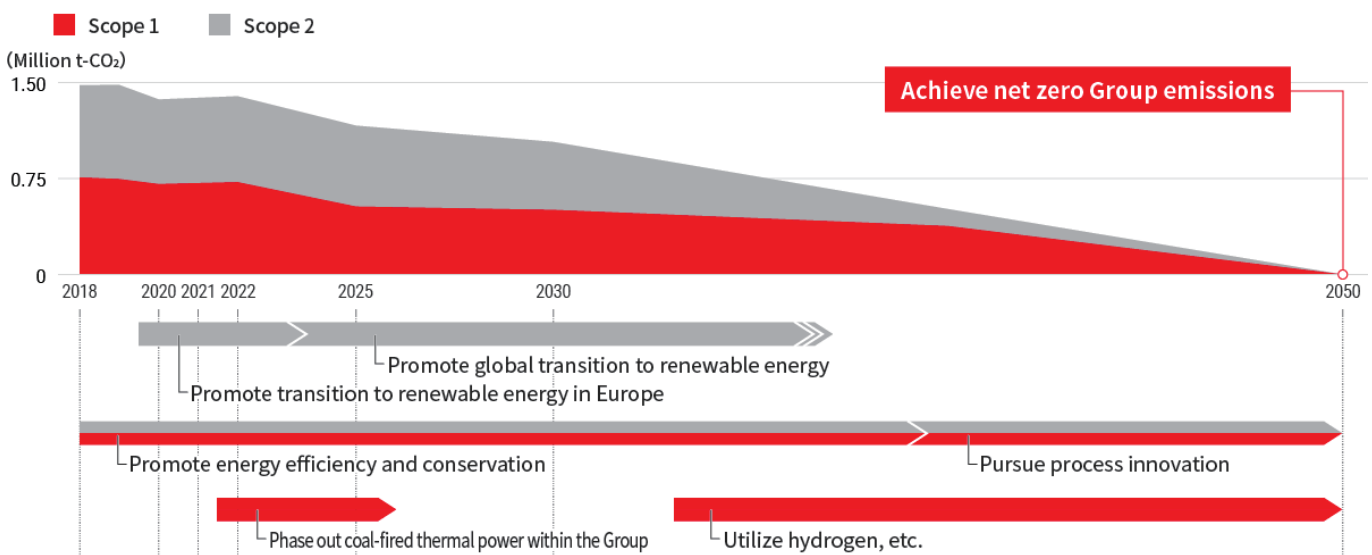 Scope 1
Scope 2
(Million t-CO₂)
1.50
Achieve net zero Group emissions
0.75
0
2018
2020
2021
2022
2025
2030
2050
Promote global transition to renewable energy
Promote transition to renewable energy in Europe
Promote energy efficiency and conservation
Pursue process innovation
Phase out coal-fired thermal power within the Group
Utilize hydrogen, etc.